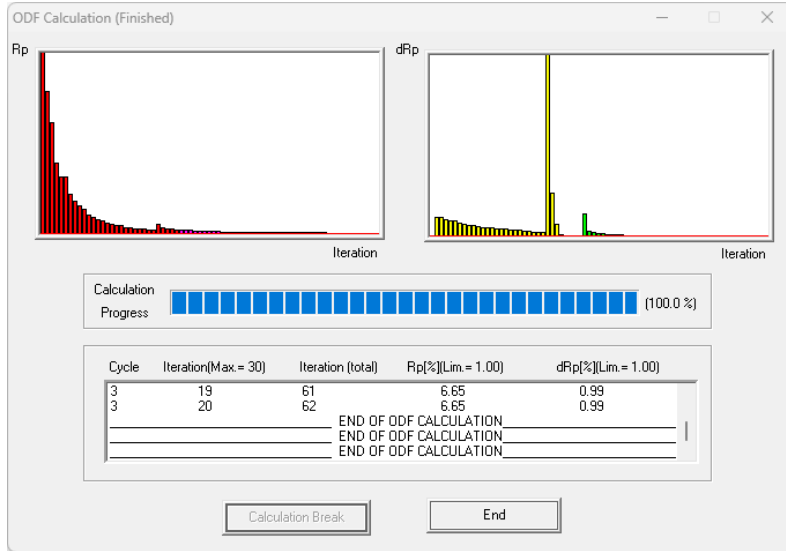 ODF Calculation (Finished)
Rp
dRp
Iteration
Iteration
Calculation
Progress
(100.0 %)
Cycle Iteration(Max.= 30) Iteration (total) Rp[%](Lim.= 1.00) dRp[%](Lim.= 1.00)
3 19 61 6.65 0.99
3 20 62 6.65 0.99
END OF ODF CALCULATION
END OF ODF CALCULATION
END OF ODF CALCULATION
Calculation Break
End